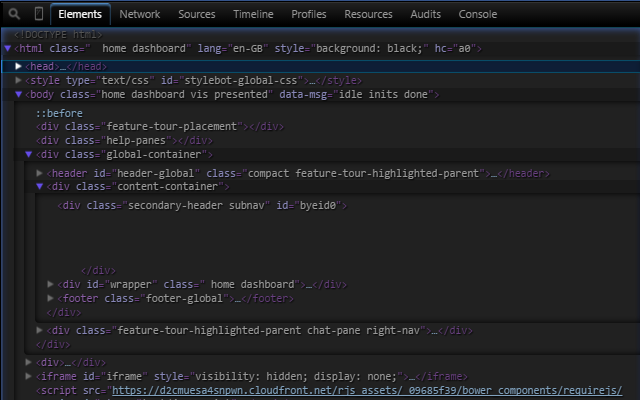 Elements Network Sources Timeline Profiles Resources Audits Console
<!DOCTYPE html>
<html class=" home dashboard" lang="en-GB" style="background: black;" hc="a0">
<head>…</head>
<style type="text/css" id="stylebot-global-css">…</style>
<body class="home dashboard vis presented" data-msg="idle inits done">
::before
<div class="feature-tour-placement"></div>
<div class="help-panes"></div>
<div class="global-container">
<header id="header-global" class="compact feature-tour-highlighted-parent">…</header>
<div class="content-container">
<div class="secondary-header subnav" id="byeid0">
</div>
<div id="wrapper" class=" home dashboard">…</div>
<footer class="footer-global">…</footer>
</div>
<div class="feature-tour-highlighted-parent chat-pane right-nav">…</div>
</div>
<div>…</div>
<iframe id="iframe" style="visibility: hidden; display: none;">…</iframe>
<script src="https://d2cmuesa4snpwn.cloudfront.net/rjs_assets/_09685f39/bower_components/requirejs/